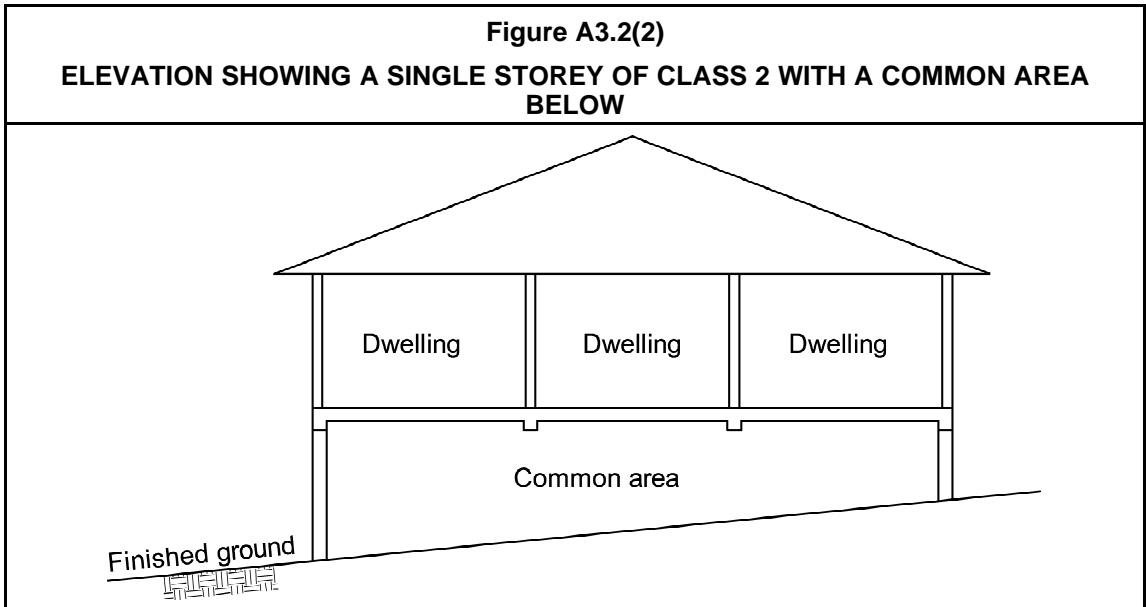 Figure A3.2(2)
ELEVATION SHOWING A SINGLE STOREY OF CLASS 2 WITH A COMMON AREA
BELOW
Dwelling Dwelling Dwelling
Common area
Finished ground